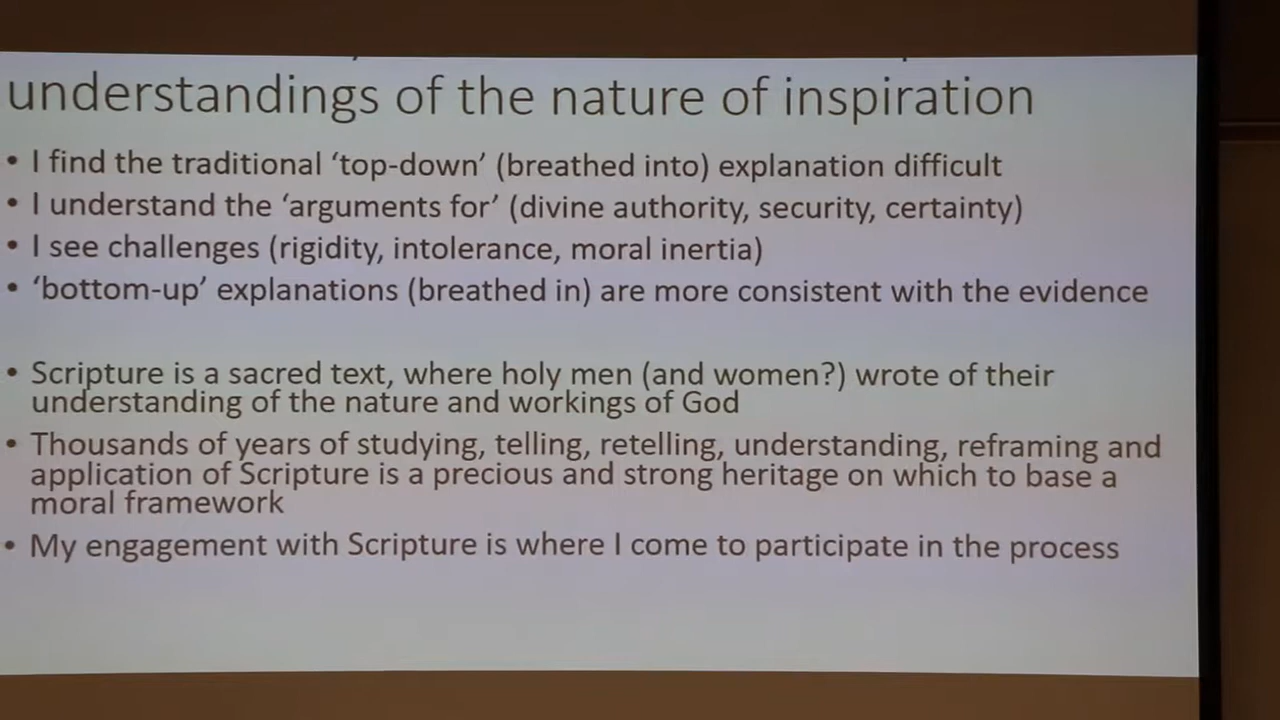 understandings of the nature of inspiration
• I find the traditional ‘top-down’ (breathed into) explanation difficult
• I understand the ‘arguments for’ (divine authority, security, certainty)
• I see challenges (rigidity, intolerance, moral inertia)
• ‘bottom-up’ explanations (breathed in) are more consistent with the evidence
• Scripture is a sacred text, where holy men (and women?) wrote of their
understanding of the nature and workings of God
• Thousands of years of studying, telling, retelling, understanding, reframing and
application of Scripture is a precious and strong heritage on which to base a
moral framework
• My engagement with Scripture is where I come to participate in the process